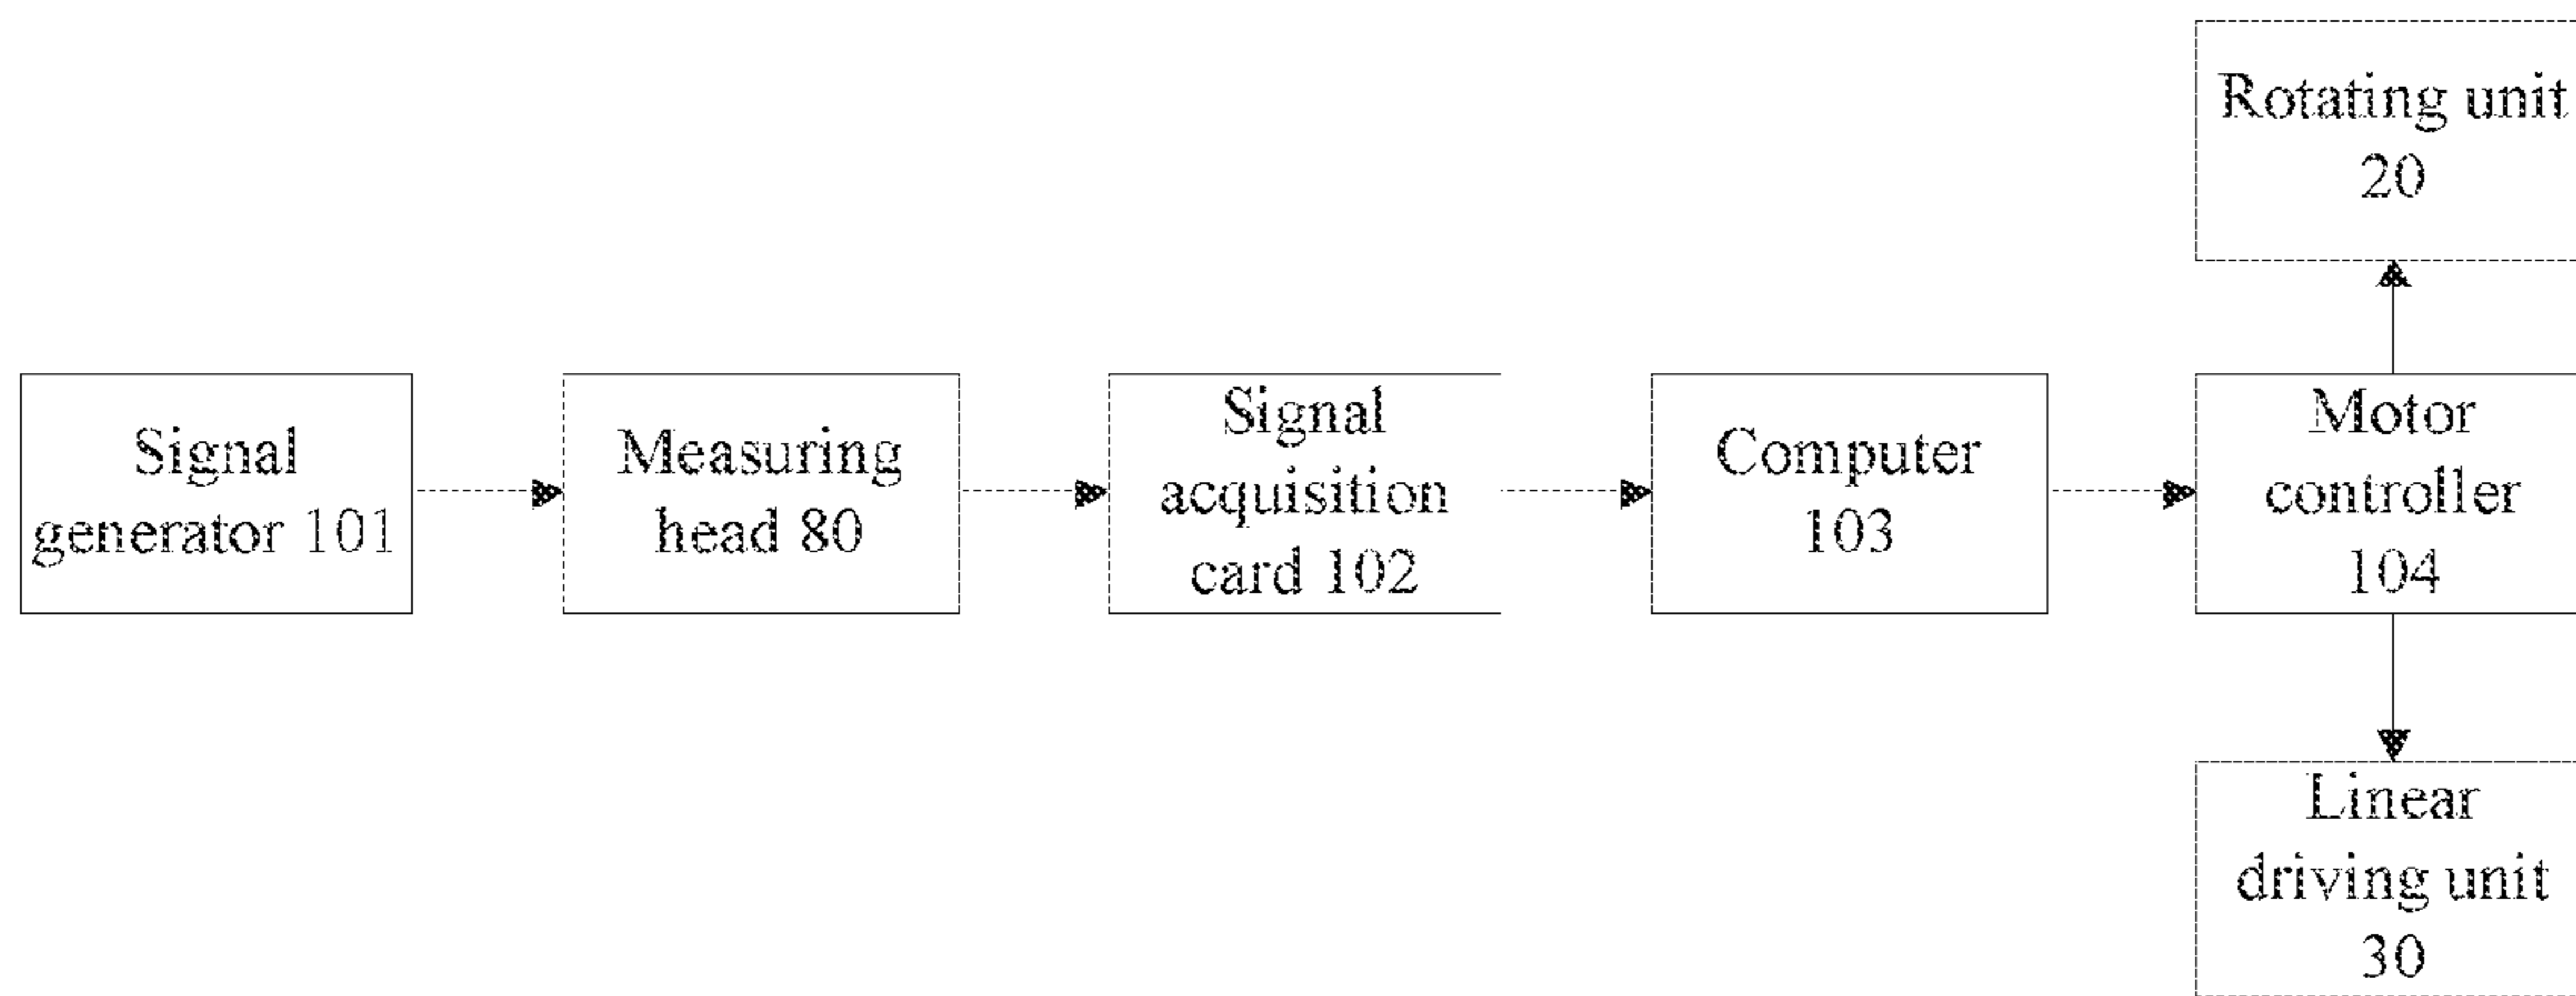 Rotating unit
20
Signal
generator 101
Measuring
head 80
Signal
acquisition
card 102
Computer
103
Motor
controller
104
Linear
driving unit
30